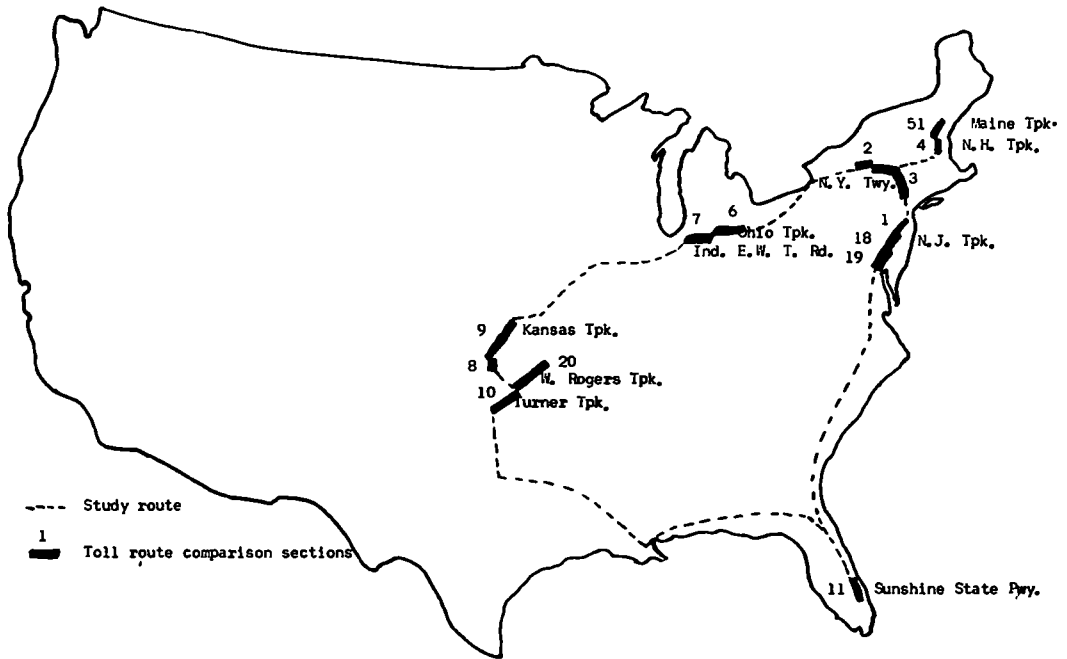 51 Maine Tpk.
4 N.H. Tpk.
2
N.Y. Twy. 3
1
18 N.J. Tpk.
19
7 6
Ohio Tpk.
Ind. E.W. T. Rd.
9 Kansas Tpk.
8 20
W. Rogers Tpk.
10 Turner Tpk.
Study route
1
Toll route comparison sections
11 Sunshine State Pwy.